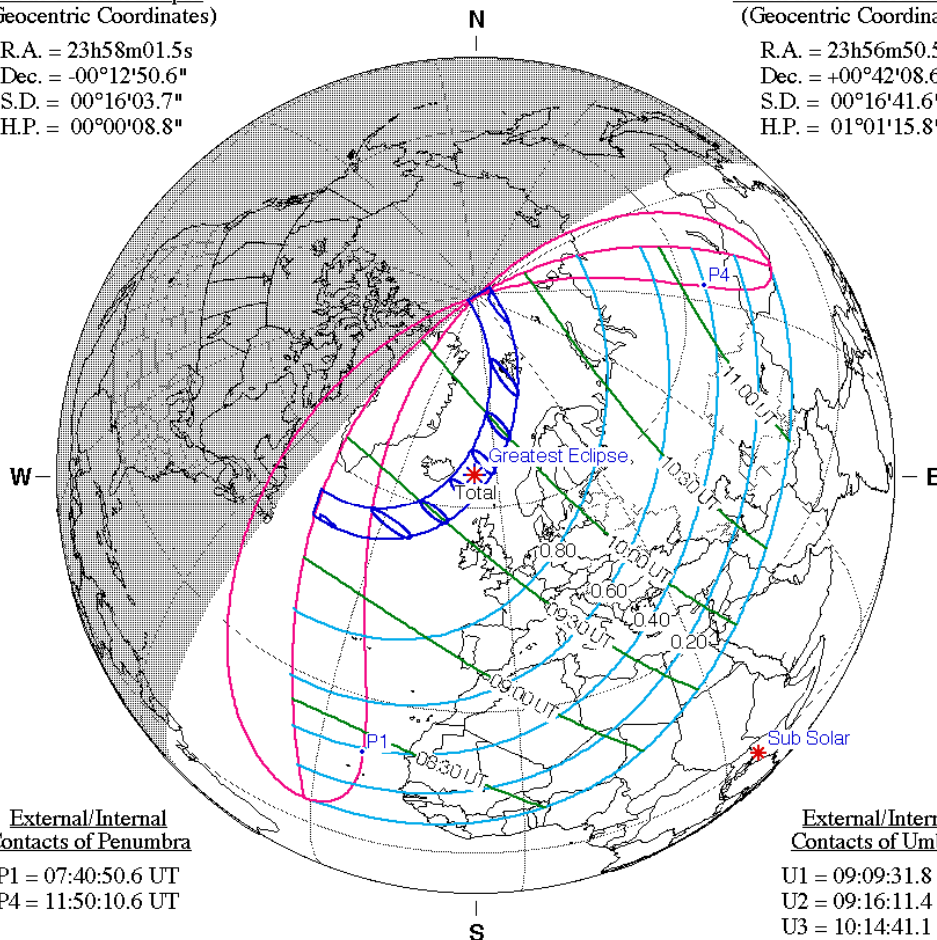 Geocentric Coordinates)
R.A. = 23h58m01.5s
Dec. = -00°12'50.6"
S.D. = 00°16'03.7"
H.P. = 00°00'08.8"
N
(Geocentric Coordina
R.A. = 23h56m50.5
Dec. = +00°42'08.6
S.D. = 00°16'41.6'
H.P. = 01°01'15.8'
P4
11:00 UT
W
E
Greatest Eclipse
Total
10:30 UT
0.80
10:00 UT
0.60
0.40
9:30 UT
0.20
09:00 UT
P1
Sub Solar
08:30 UT
External/Internal
Contacts of Penumbra
P1 = 07:40:50.6 UT
P4 = 11:50:10.6 UT
S
External/Intern
Contacts of Uml
U1 = 09:09:31.8
U2 = 09:16:11.4
U3 = 10:14:41.1